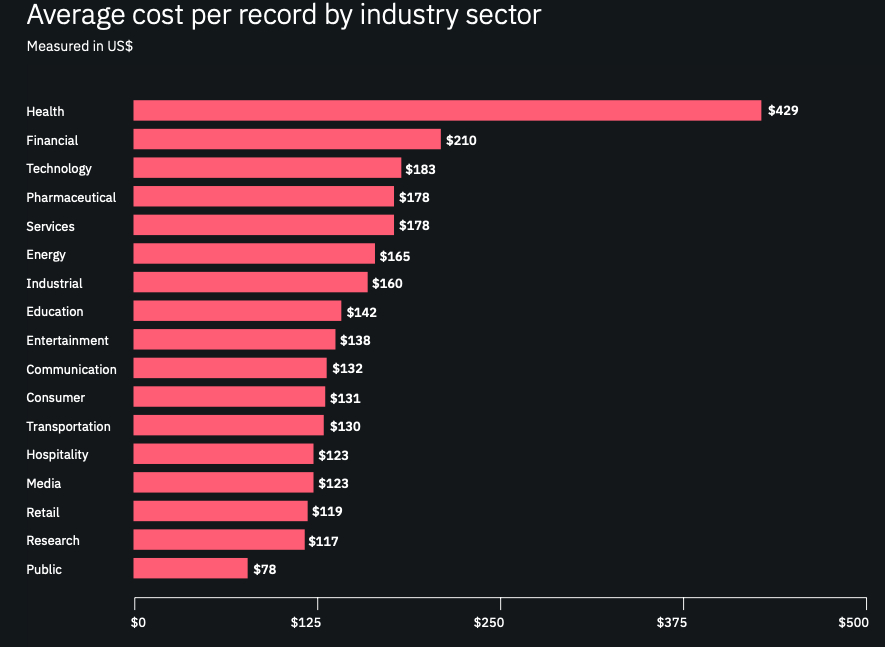 Average cost per record by industry sector
Measured in US$
Health $429
Financial $210
Technology $183
Pharmaceutical $178
Services $178
Energy $165
Industrial $160
Education $142
Entertainment $138
Communication $132
Consumer $131
Transportation $130
Hospitality $123
Media $123
Retail $119
Research $117
Public $78
$0 $125 $250 $375 $500